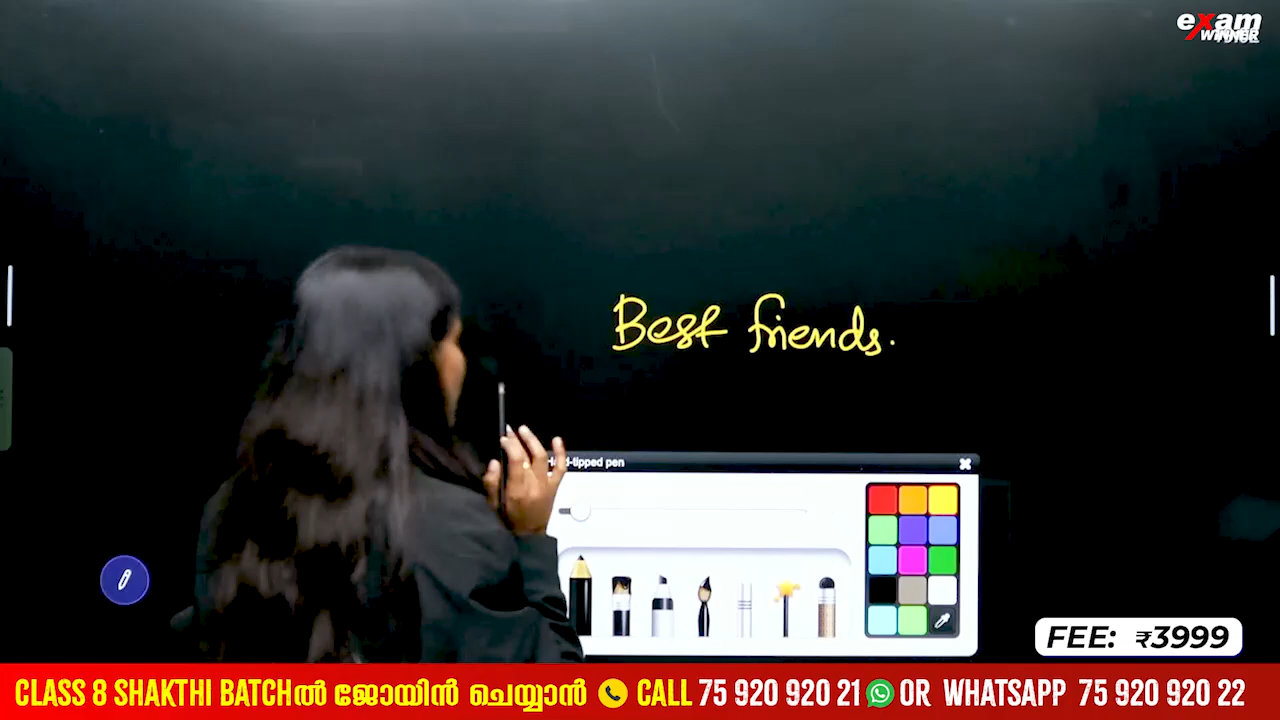 exam
WINNER
Best friends.
-tipped pen
FEE: ₹3999
CLASS 8 SHAKTHI BATCHൽ ജോയിൻ ചെയ്യാൻ CALL 75 920 920 21 OR WHATSAPP 75 920 920 22